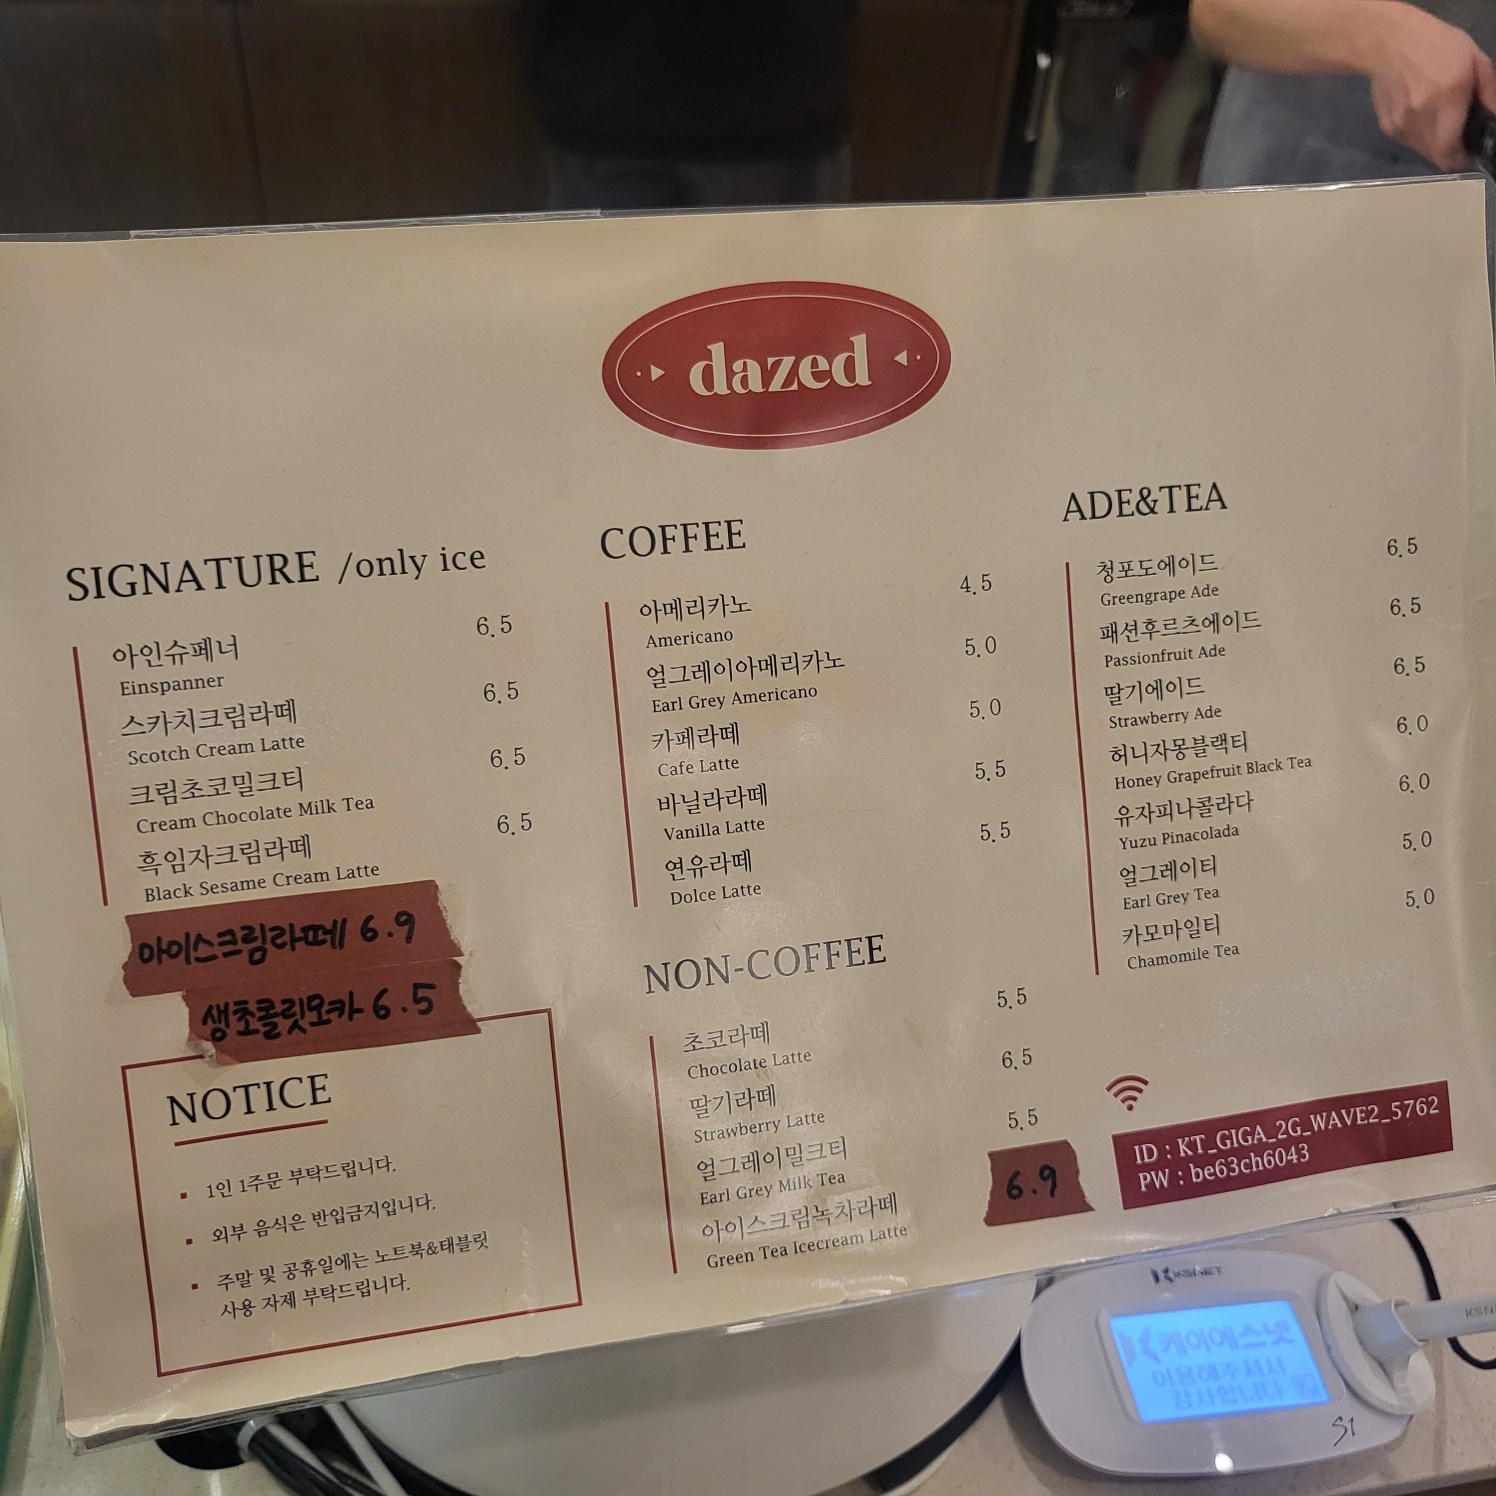 dazed
SIGNATURE /only ice
아인슈페너 6.5
Einspanner
스카치크림라떼 6.5
Scotch Cream Latte
크림초코밀크티 6.5
Cream Chocolate Milk Tea
흑임자크림라떼 6.5
Black Sesame Cream Latte
아이스크림라떼 6.9
생초콜릿모카 6.5
NOTICE
1인 1주문 부탁드립니다.
외부 음식은 반입금지입니다.
주말 및 공휴일에는 노트북&태블릿
사용 자제 부탁드립니다.
COFFEE
아메리카노 4.5
Americano
얼그레이아메리카노 5.0
Earl Grey Americano
카페라떼 5.0
Cafe Latte
바닐라라떼 5.5
Vanilla Latte
연유라떼 5.5
Dolce Latte
NON-COFFEE
초코라떼 5.5
Chocolate Latte
딸기라떼 6.5
Strawberry Latte
얼그레이밀크티 5.5
Earl Grey Milk Tea
아이스크림녹차라떼 6.9
Green Tea Icecream Latte
ADE&TEA
청포도에이드 6.5
Greengrape Ade
패션후르츠에이드 6.5
Passionfruit Ade
딸기에이드 6.5
Strawberry Ade
허니자몽블랙티 6.0
Honey Grapefruit Black Tea
유자피나콜라다 6.0
Yuzu Pinacolada
얼그레이티 5.0
Earl Grey Tea
카모마일티 5.0
Chamomile Tea
ID : KT_GIGA_2G_WAVE2_5762
PW : be63ch6043
KSNET
케이에스넷
이용해주셔서
감사합니다
S1